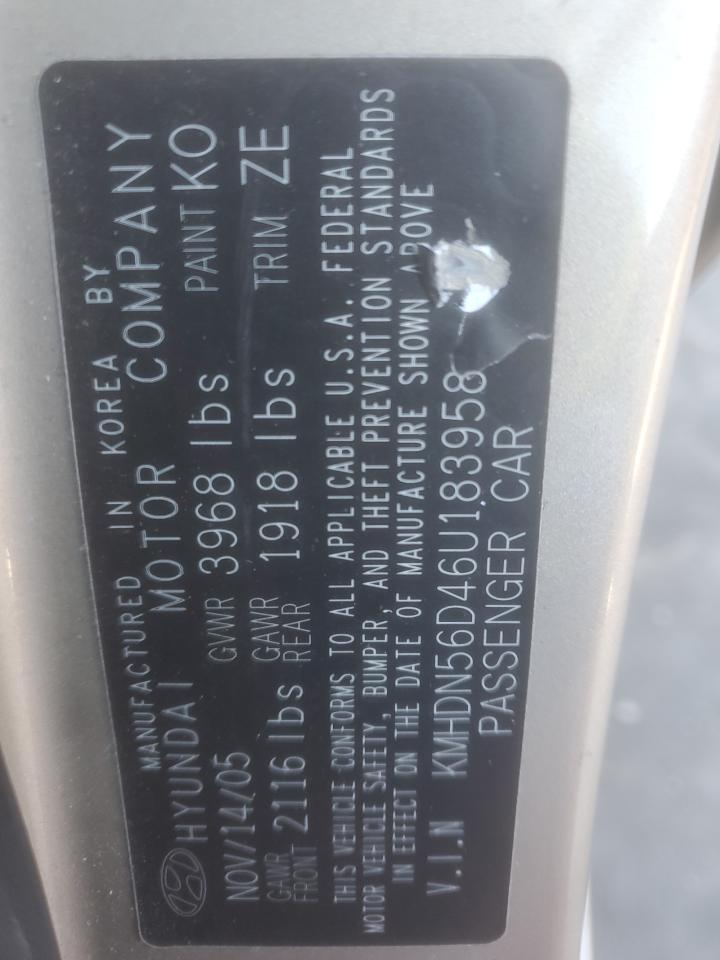 MANUFACTURED IN KOREA BY
HYUNDAI MOTOR COMPANY
NOV/14/05 GVWR 3968 lbs PAINT KO
GAWR FRONT 2116 lbs GAWR REAR 1918 lbs TRIM ZE
THIS VEHICLE CONFORMS TO ALL APPLICABLE U.S.A. FEDERAL
MOTOR VEHICLE SAFETY, BUMPER, AND THEFT PREVENTION STANDARDS
IN EFFECT ON THE DATE OF MANUFACTURE SHOWN ABOVE
V.I.N KMHDN56D46U183958
PASSENGER CAR